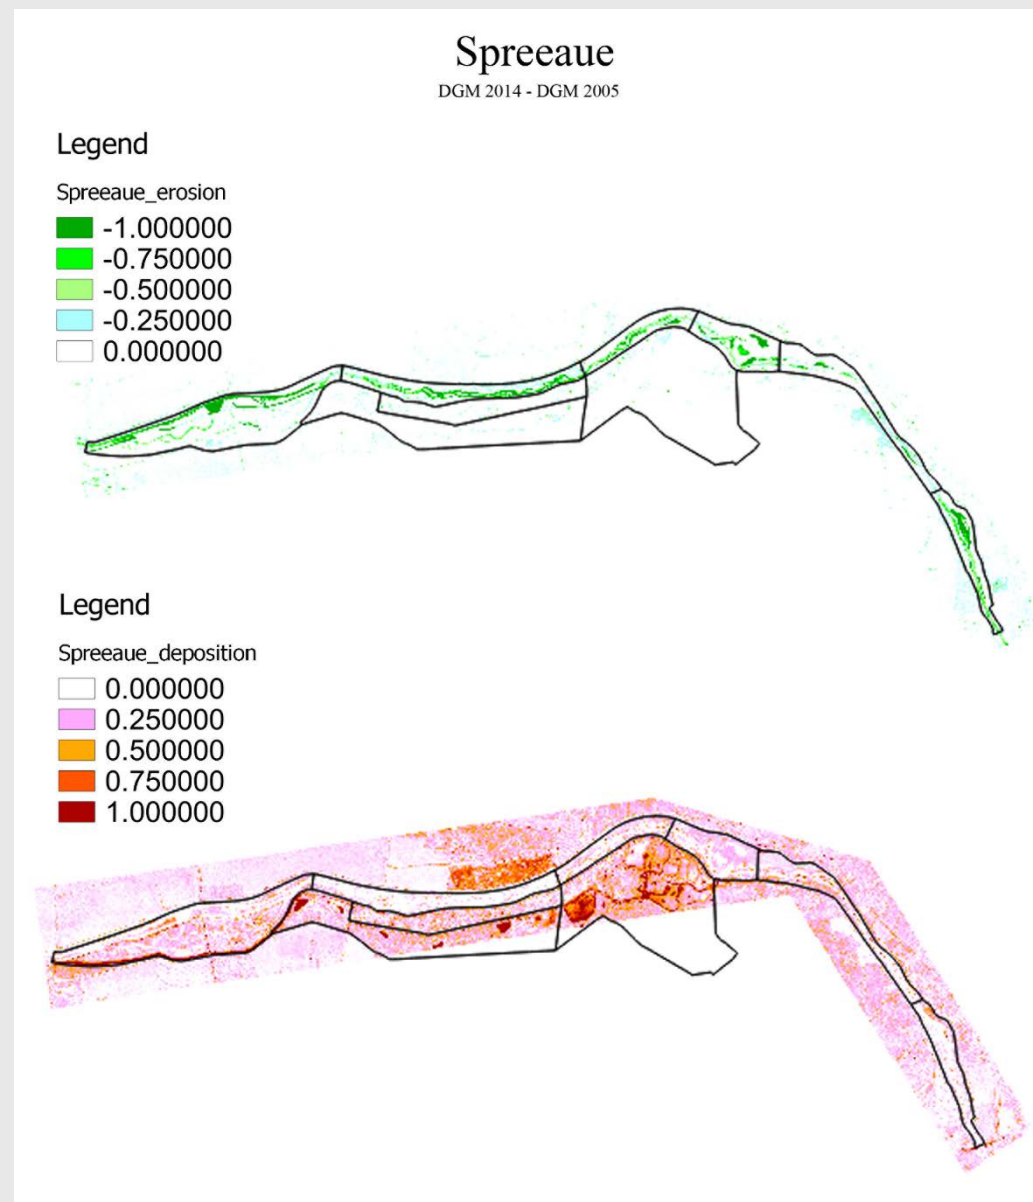 Spreeaue
DGM 2014 - DGM 2005
Legend
Spreeaue_erosion
-1.000000
-0.750000
-0.500000
-0.250000
0.000000
Legend
Spreeaue_deposition
0.000000
0.250000
0.500000
0.750000
1.000000